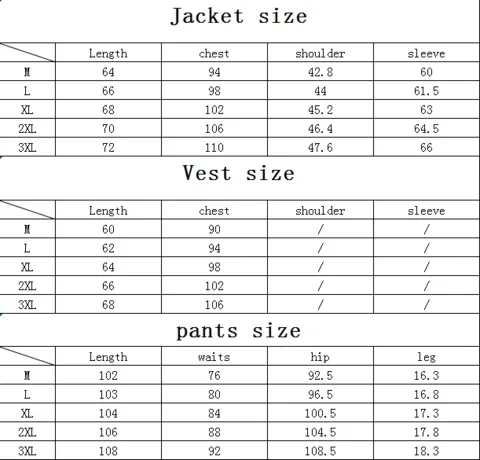 Jacket size
Length chest shoulder sleeve
M 64 94 42.8 60
L 66 98 44 61.5
XL 68 102 45.2 63
2XL 70 106 46.4 64.5
3XL 72 110 47.6 66
Vest size
Length chest shoulder sleeve
M 60 90 / /
L 62 94 / /
XL 64 98 / /
2XL 66 102 / /
3XL 68 106 / /
pants size
Length waits hip leg
M 102 76 92.5 16.3
L 103 80 96.5 16.8
XL 104 84 100.5 17.3
2XL 106 88 104.5 17.8
3XL 108 92 108.5 18.3